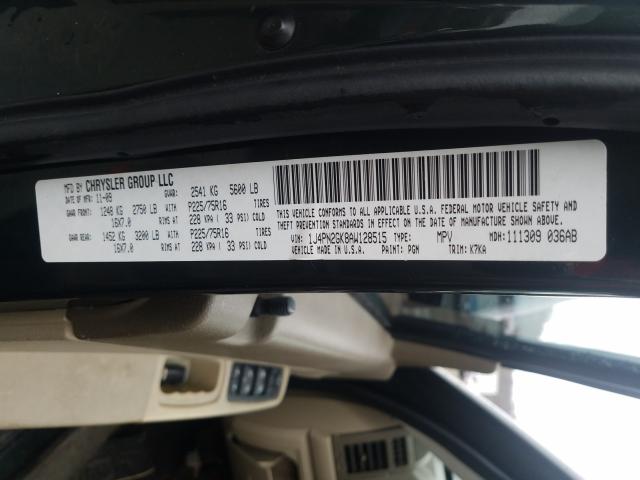 MFD BY CHRYSLER GROUP LLC
DATE OF MFR: 11-09 GVWR: 2541 KG 5600 LB
GAWR FRONT: 1248 KG 2750 LB P225/75R16 TIRES
16X7.0 RIMS AT 228 KPA ( 33 PSI) COLD
GAWR REAR: 1452 KG 3200 LB P225/75R16 TIRES
16X7.0 RIMS AT 228 KPA ( 33 PSI) COLD
THIS VEHICLE CONFORMS TO ALL APPLICABLE U.S.A. FEDERAL MOTOR VEHICLE SAFETY AND
THEFT PREVENTION STANDARDS IN EFFECT ON THE DATE OF MANUFACTURE SHOWN ABOVE.
VIN: 1J4PN2GK8AW128515 TYPE: MPV MDH: 111309 036AB
VEHICLE MADE IN U.S.A. PAINT: PGN TRIM: K7KA